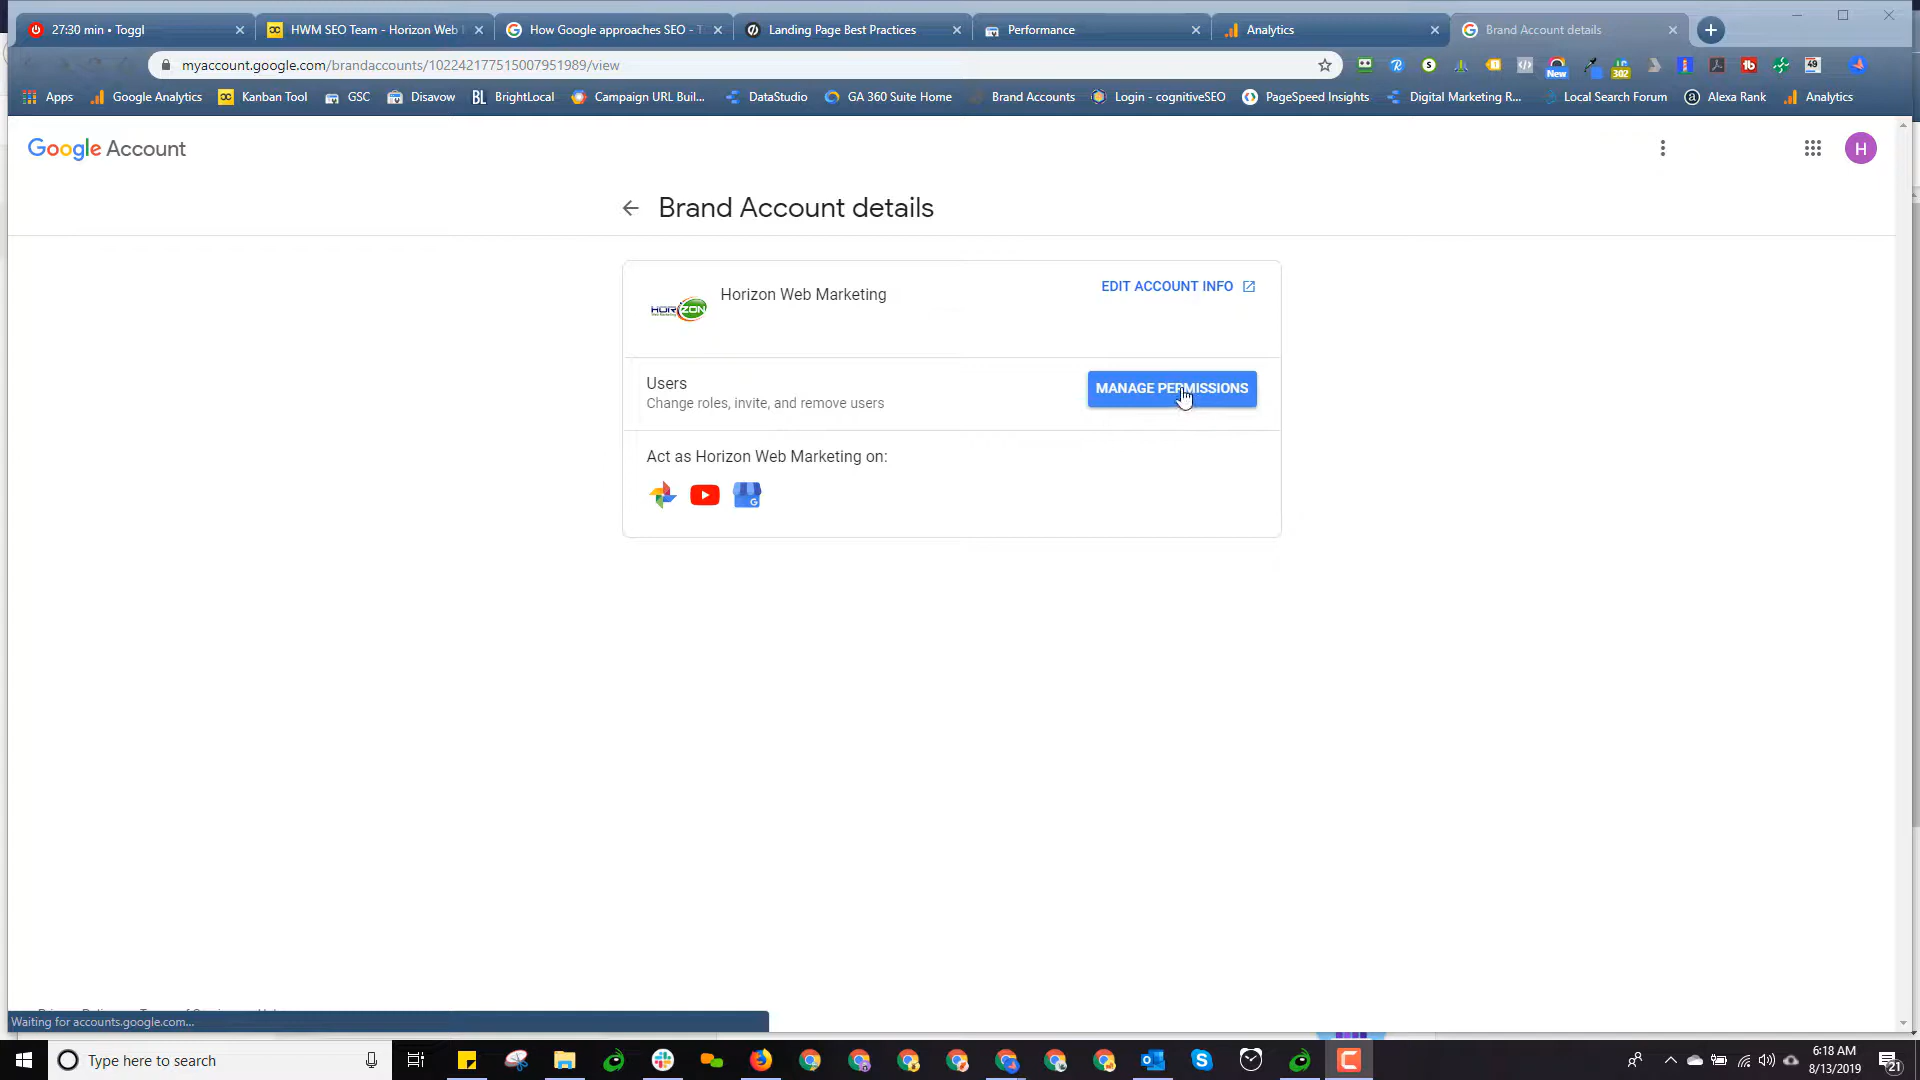 27:30 min • Toggl
HWM SEO Team - Horizon Web
How Google approaches SEO - T
Landing Page Best Practices
Performance
Analytics
Brand Account details
myaccount.google.com/brandaccounts/102242177515007951989/view
New
302
49
Apps
Google Analytics
Kanban Tool
GSC
Disavow
BrightLocal
Campaign URL Buil...
DataStudio
GA 360 Suite Home
Brand Accounts
Login - cognitiveSEO
PageSpeed Insights
Digital Marketing R...
Local Search Forum
Alexa Rank
Analytics
Google Account
H
Brand Account details
HORIZON
Horizon Web Marketing
EDIT ACCOUNT INFO
Users
Change roles, invite, and remove users
MANAGE PERMISSIONS
Act as Horizon Web Marketing on:
Waiting for accounts.google.com...
Type here to search
6:18 AM
8/13/2019
21